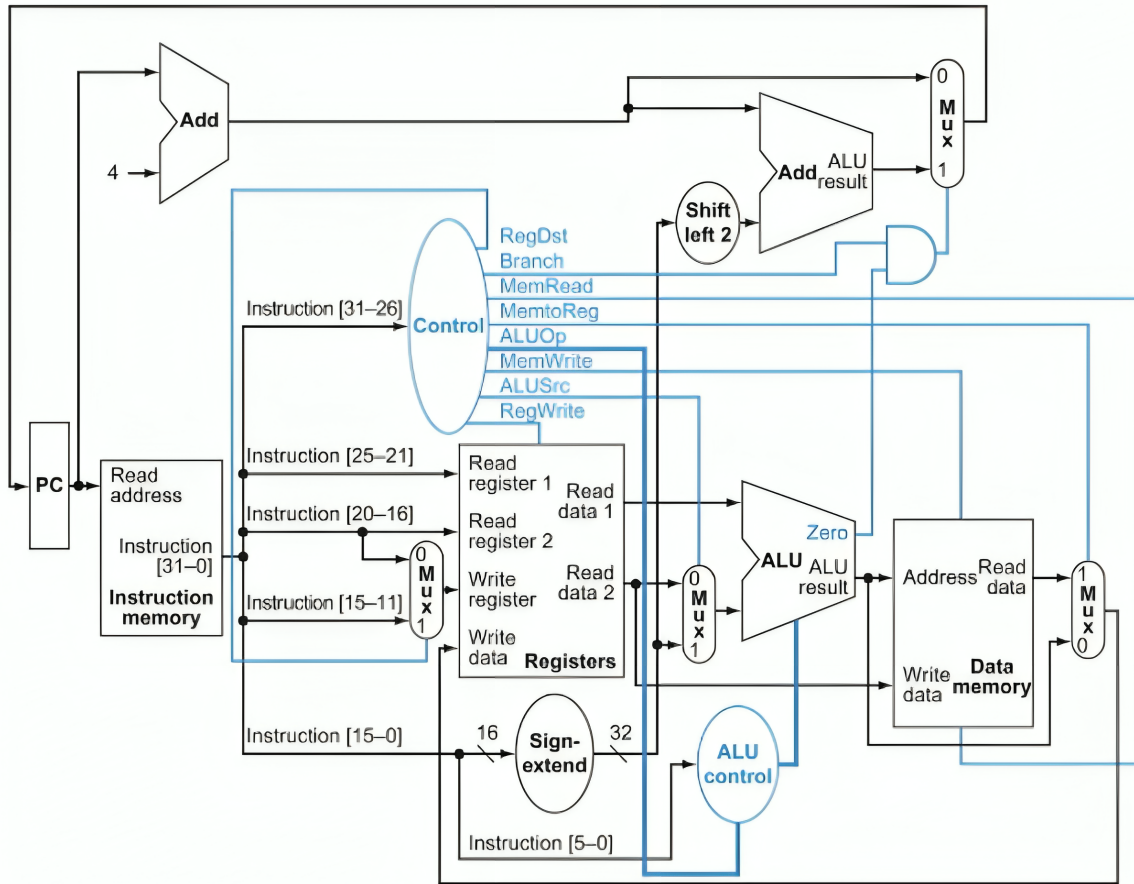 0
M
u
x
1
Add
4
Add
ALU
result
Shift
left 2
RegDst
Branch
MemRead
MemtoReg
ALUOp
MemWrite
ALUSrc
RegWrite
Instruction [31–26]
Control
PC
Read
address
Instruction
[31–0]
Instruction
memory
Instruction [25–21]
Instruction [20–16]
Instruction [15–11]
0
M
u
x
1
Read
register 1
Read
data 1
Read
register 2
Write
register
Read
data 2
Write
data
Registers
0
M
u
x
1
Zero
ALU
ALU
result
Address
Read
data
Write
data
Data
memory
1
M
u
x
0
Instruction [15–0]
16
Sign-
extend
32
ALU
control
Instruction [5–0]